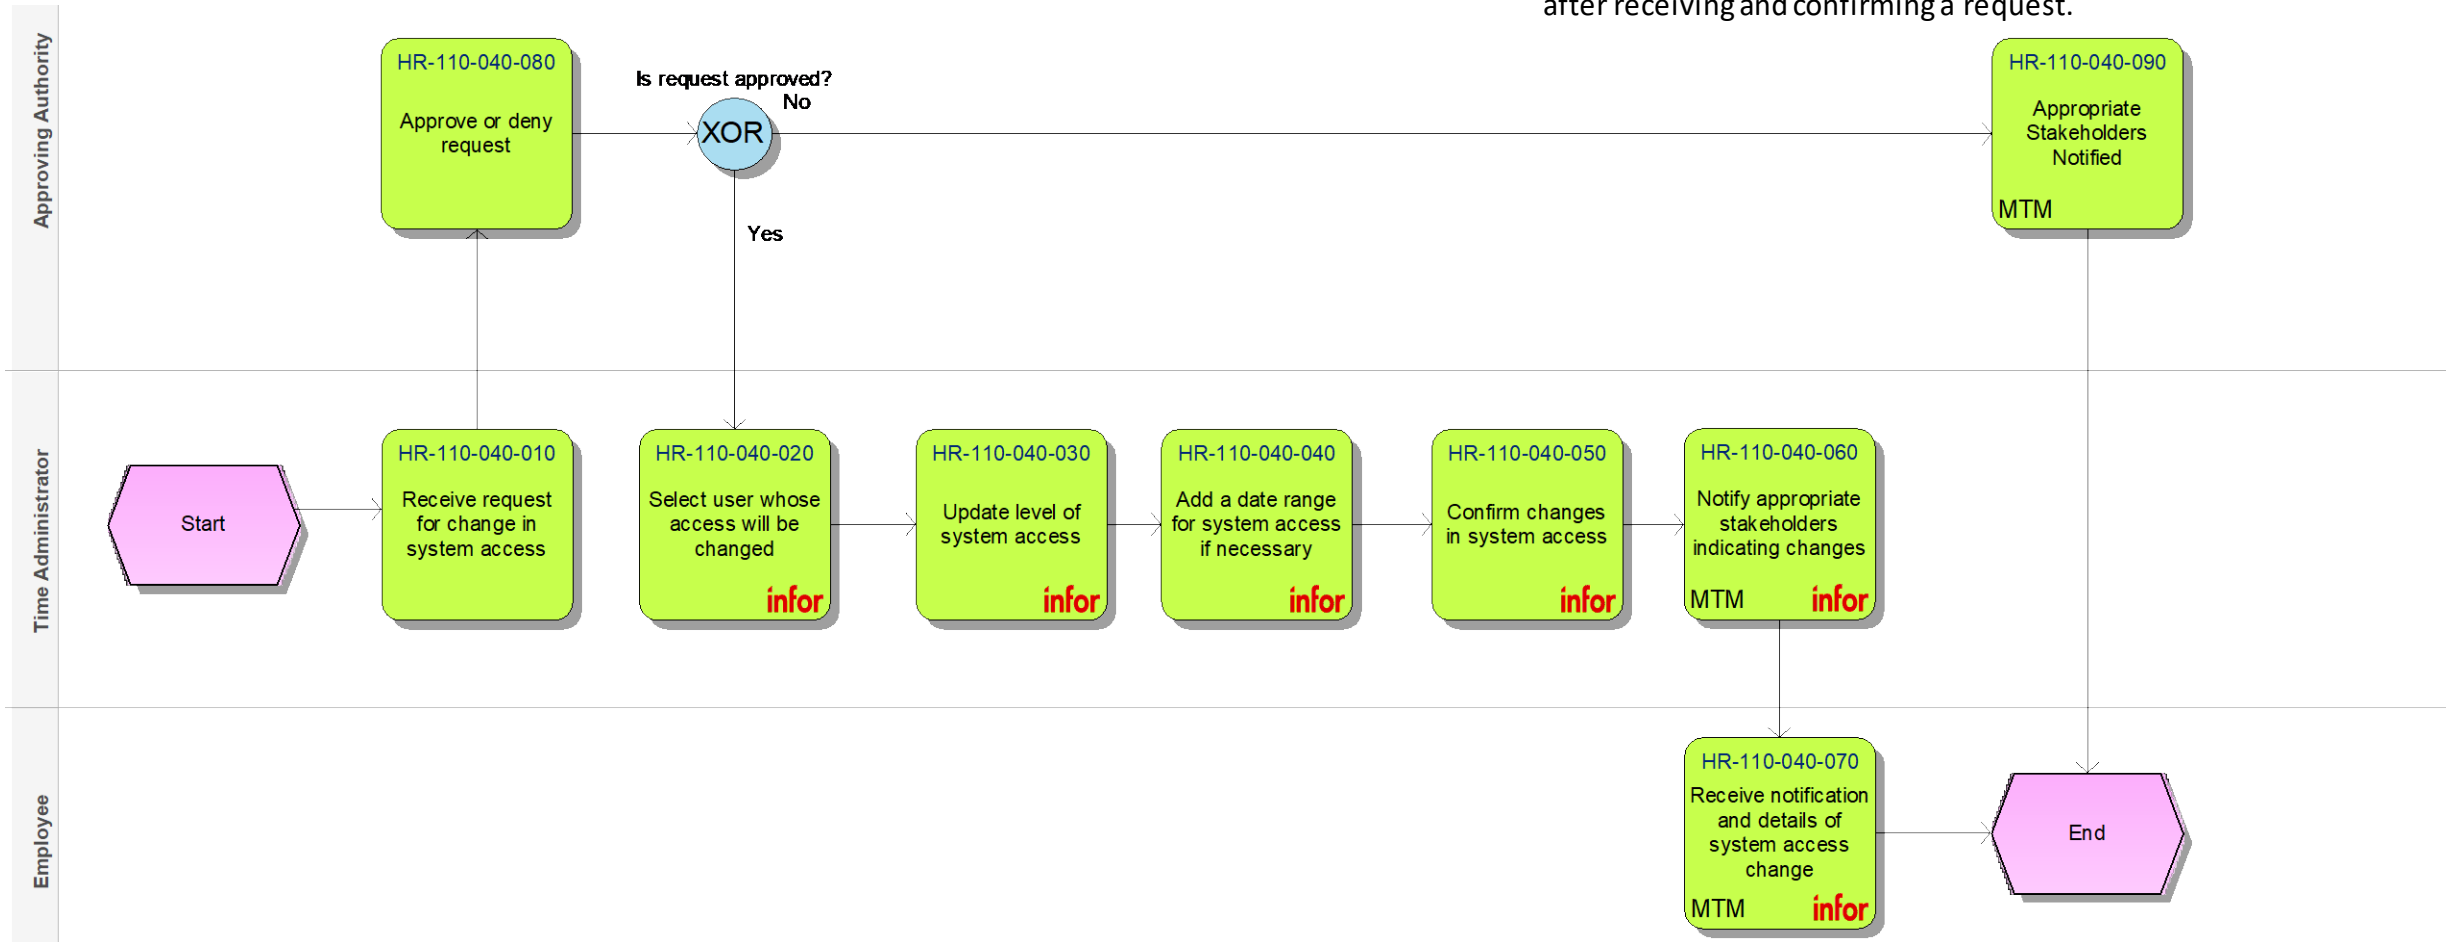 after receiving and confirming a request.
Approving Authority
HR-110-040-080
Approve or deny
request
Is request approved?
No
XOR
Yes
HR-110-040-090
Appropriate
Stakeholders
Notified
MTM
Time Administrator
Start
HR-110-040-010
Receive request
for change in
system access
HR-110-040-020
Select user whose
access will be
changed
infor
HR-110-040-030
Update level of
system access
infor
HR-110-040-040
Add a date range
for system access
if necessary
infor
HR-110-040-050
Confirm changes
in system access
infor
HR-110-040-060
Notify appropriate
stakeholders
indicating changes
MTM infor
Employee
HR-110-040-070
Receive notification
and details of
system access
change
MTM infor
End